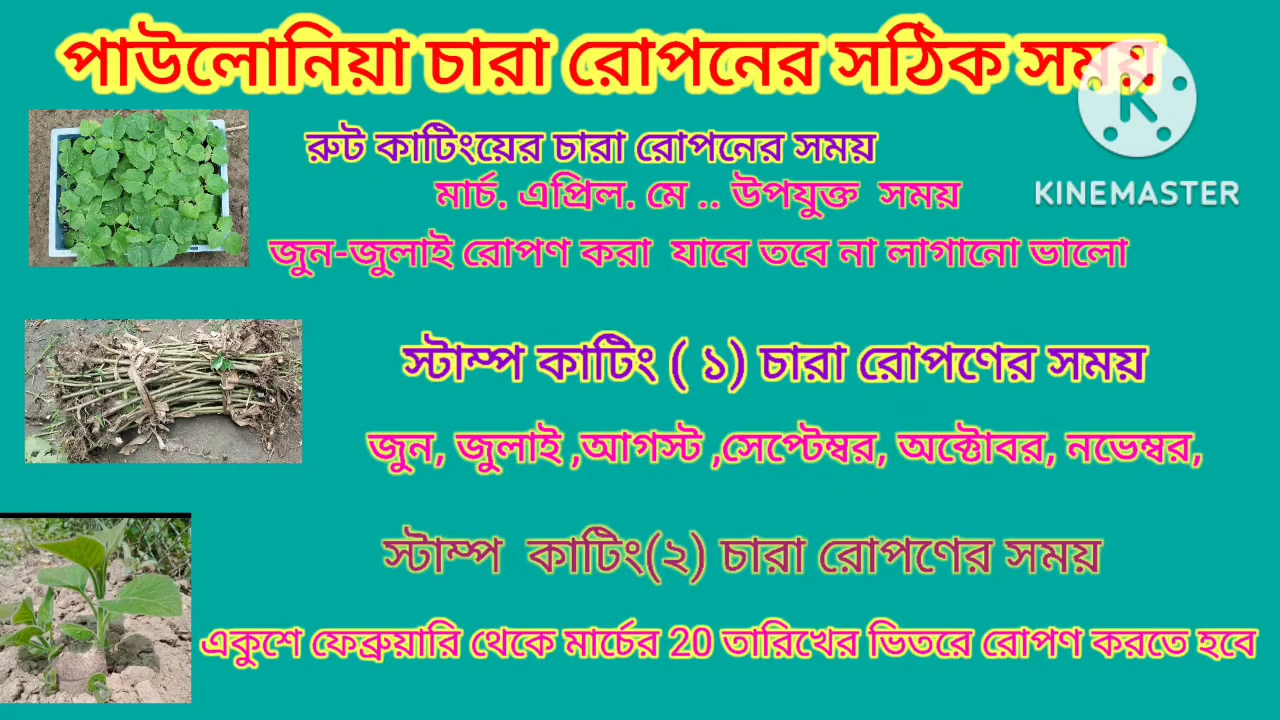 পাউলোনিয়া চারা রোপনের সঠিক সময়
রুট কাটিংয়ের চারা রোপনের সময়
মার্চ. এপ্রিল. মে .. উপযুক্ত সময়
জুন-জুলাই রোপণ করা যাবে তবে না লাগানো ভালো
স্টাম্প কাটিং ( ১) চারা রোপণের সময়
জুন, জুলাই ,আগস্ট ,সেপ্টেম্বর, অক্টোবর, নভেম্বর,
স্টাম্প কাটিং(২) চারা রোপণের সময়
একুশে ফেব্রুয়ারি থেকে মার্চের 20 তারিখের ভিতরে রোপণ করতে হবে
K
KINEMASTER